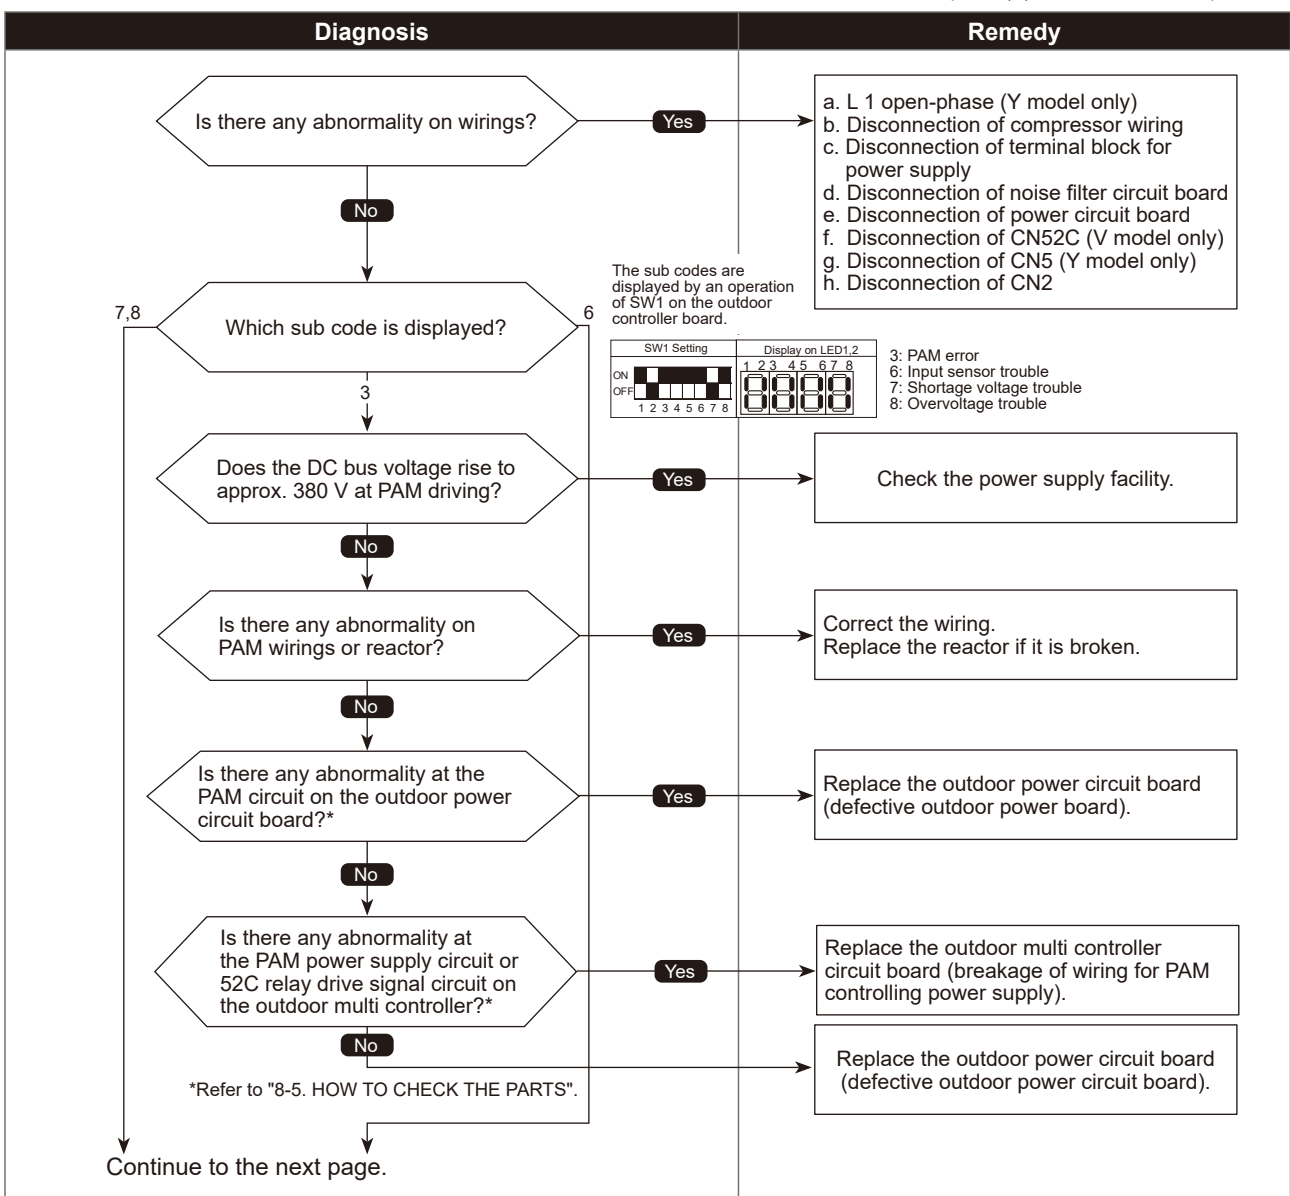 Diagnosis
Remedy
Is there any abnormality on wirings?
Yes
a. L 1 open-phase (Y model only)
b. Disconnection of compressor wiring
c. Disconnection of terminal block for
power supply
d. Disconnection of noise filter circuit board
e. Disconnection of power circuit board
f. Disconnection of CN52C (V model only)
g. Disconnection of CN5 (Y model only)
h. Disconnection of CN2
No
The sub codes are
displayed by an operation
of SW1 on the outdoor
controller board.
7,8
Which sub code is displayed?
6
SW1 Setting
Display on LED1,2
ON
OFF
1 2 3 4 5 6 7 8
1 2 3 4 5 6 7 8
3: PAM error
6: Input sensor trouble
7: Shortage voltage trouble
8: Overvoltage trouble
3
Does the DC bus voltage rise to
approx. 380 V at PAM driving?
Yes
Check the power supply facility.
No
Is there any abnormality on
PAM wirings or reactor?
Yes
Correct the wiring.
Replace the reactor if it is broken.
No
Is there any abnormality at the
PAM circuit on the outdoor power
circuit board?*
Yes
Replace the outdoor power circuit board
(defective outdoor power board).
No
Is there any abnormality at
the PAM power supply circuit or
52C relay drive signal circuit on
the outdoor multi controller?*
Yes
Replace the outdoor multi controller
circuit board (breakage of wiring for PAM
controlling power supply).
No
Replace the outdoor power circuit board
(defective outdoor power circuit board).
*Refer to "8-5. HOW TO CHECK THE PARTS".
Continue to the next page.